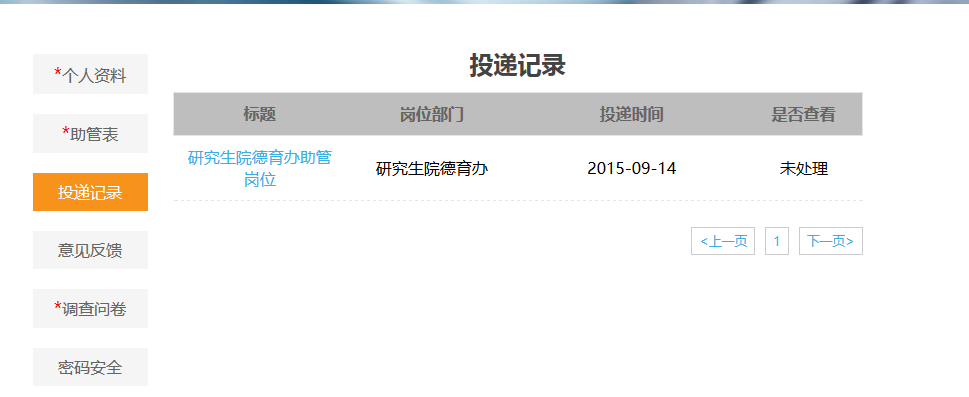 *个人资料
*助管表
投递记录
意见反馈
*调查问卷
密码安全
投递记录
标题 岗位部门 投递时间 是否查看
研究生院德育办助管
岗位
研究生院德育办 2015-09-14 未处理
<上一页 1 下一页>